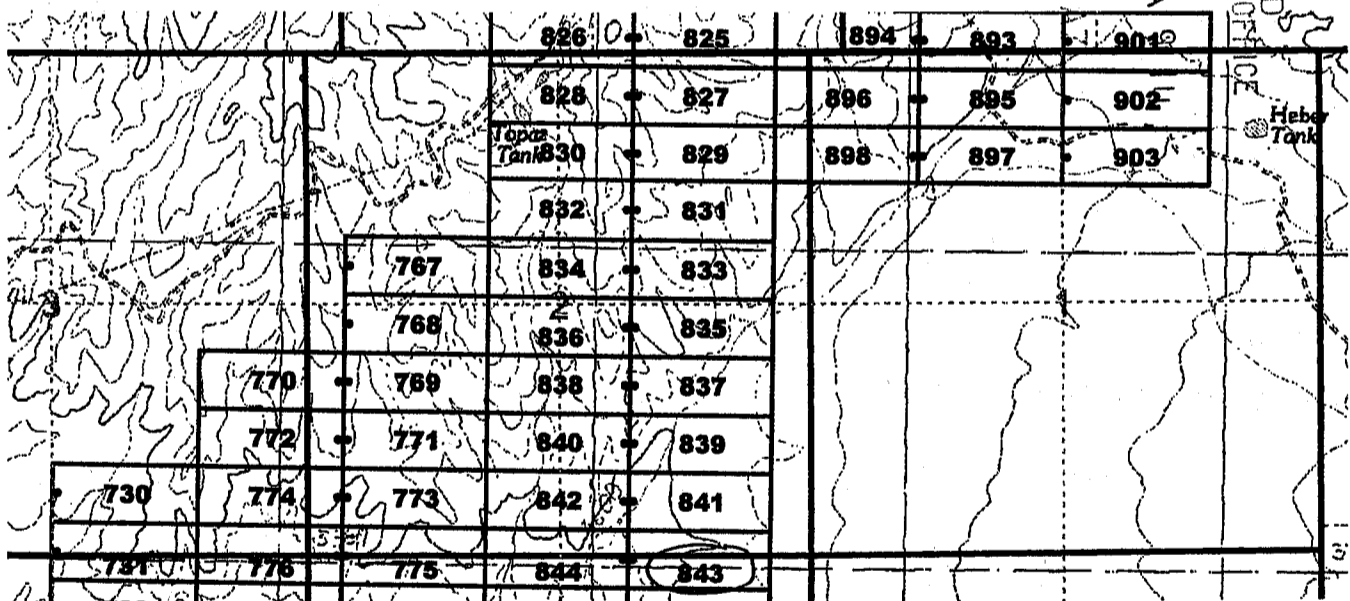 826 825 894 893 901
828 827 896 895 902
OFFICE
Heber
Tank
Topaz
Tank
830 829 898 897 903
832 831
767 834 833
2
768 836 835
770 769 838 837
772 771 840 839
730 774 773 842 841
731 776 775 844 843